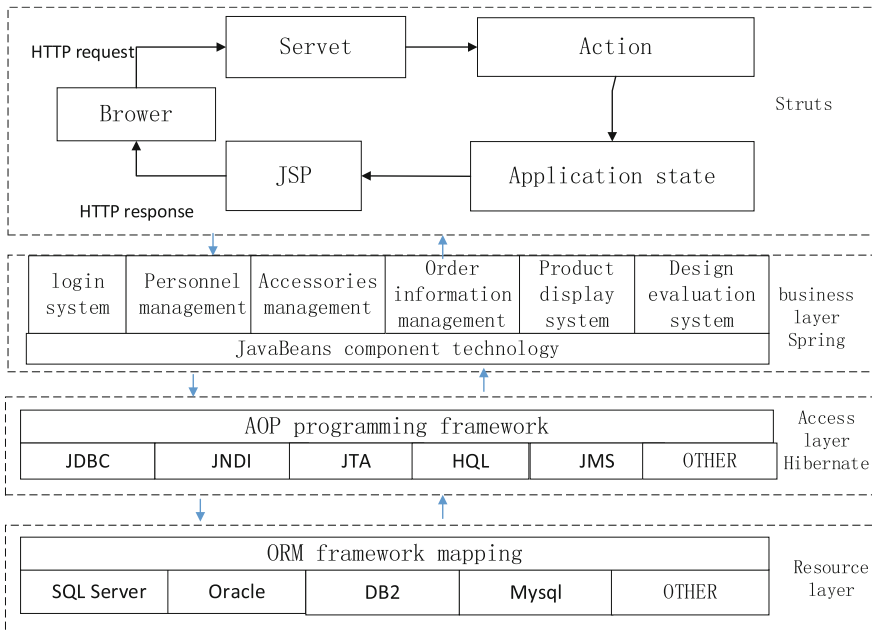 HTTP request
Servet
Action
Brower
Struts
JSP
Application state
HTTP response
login
system
Personnel
management
Accessories
management
Order
information
management
Product
display
system
Design
evaluation
system
business
layer
Spring
JavaBeans component technology
AOP programming framework
Access
layer
Hibernate
JDBC
JNDI
JTA
HQL
JMS
OTHER
ORM framework mapping
Resource
layer
SQL Server
Oracle
DB2
Mysql
OTHER